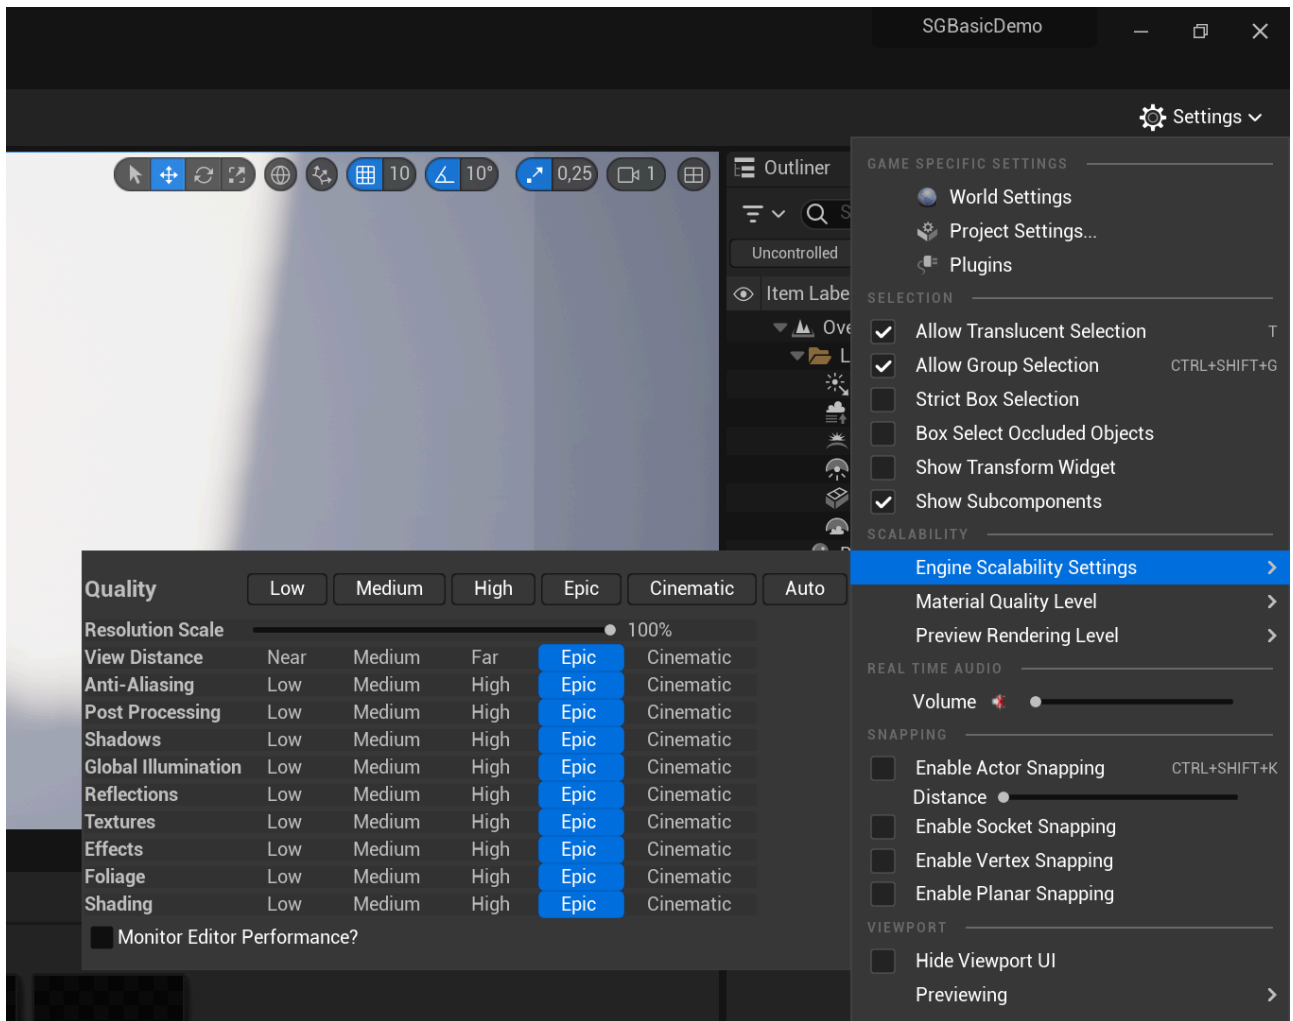 SGBasicDemo
Settings
10 10° 0,25 1
Outliner
Uncontrolled
Item Labe
Ove
L
GAME SPECIFIC SETTINGS
World Settings
Project Settings...
Plugins
SELECTION
Allow Translucent Selection T
Allow Group Selection CTRL+SHIFT+G
Strict Box Selection
Box Select Occluded Objects
Show Transform Widget
Show Subcomponents
SCALABILITY
Engine Scalability Settings
Material Quality Level
Preview Rendering Level
REAL TIME AUDIO
Volume
SNAPPING
Enable Actor Snapping CTRL+SHIFT+K
Distance
Enable Socket Snapping
Enable Vertex Snapping
Enable Planar Snapping
VIEWPORT
Hide Viewport UI
Previewing
Quality Low Medium High Epic Cinematic Auto
Resolution Scale 100%
View Distance Near Medium Far Epic Cinematic
Anti-Aliasing Low Medium High Epic Cinematic
Post Processing Low Medium High Epic Cinematic
Shadows Low Medium High Epic Cinematic
Global Illumination Low Medium High Epic Cinematic
Reflections Low Medium High Epic Cinematic
Textures Low Medium High Epic Cinematic
Effects Low Medium High Epic Cinematic
Foliage Low Medium High Epic Cinematic
Shading Low Medium High Epic Cinematic
Monitor Editor Performance?